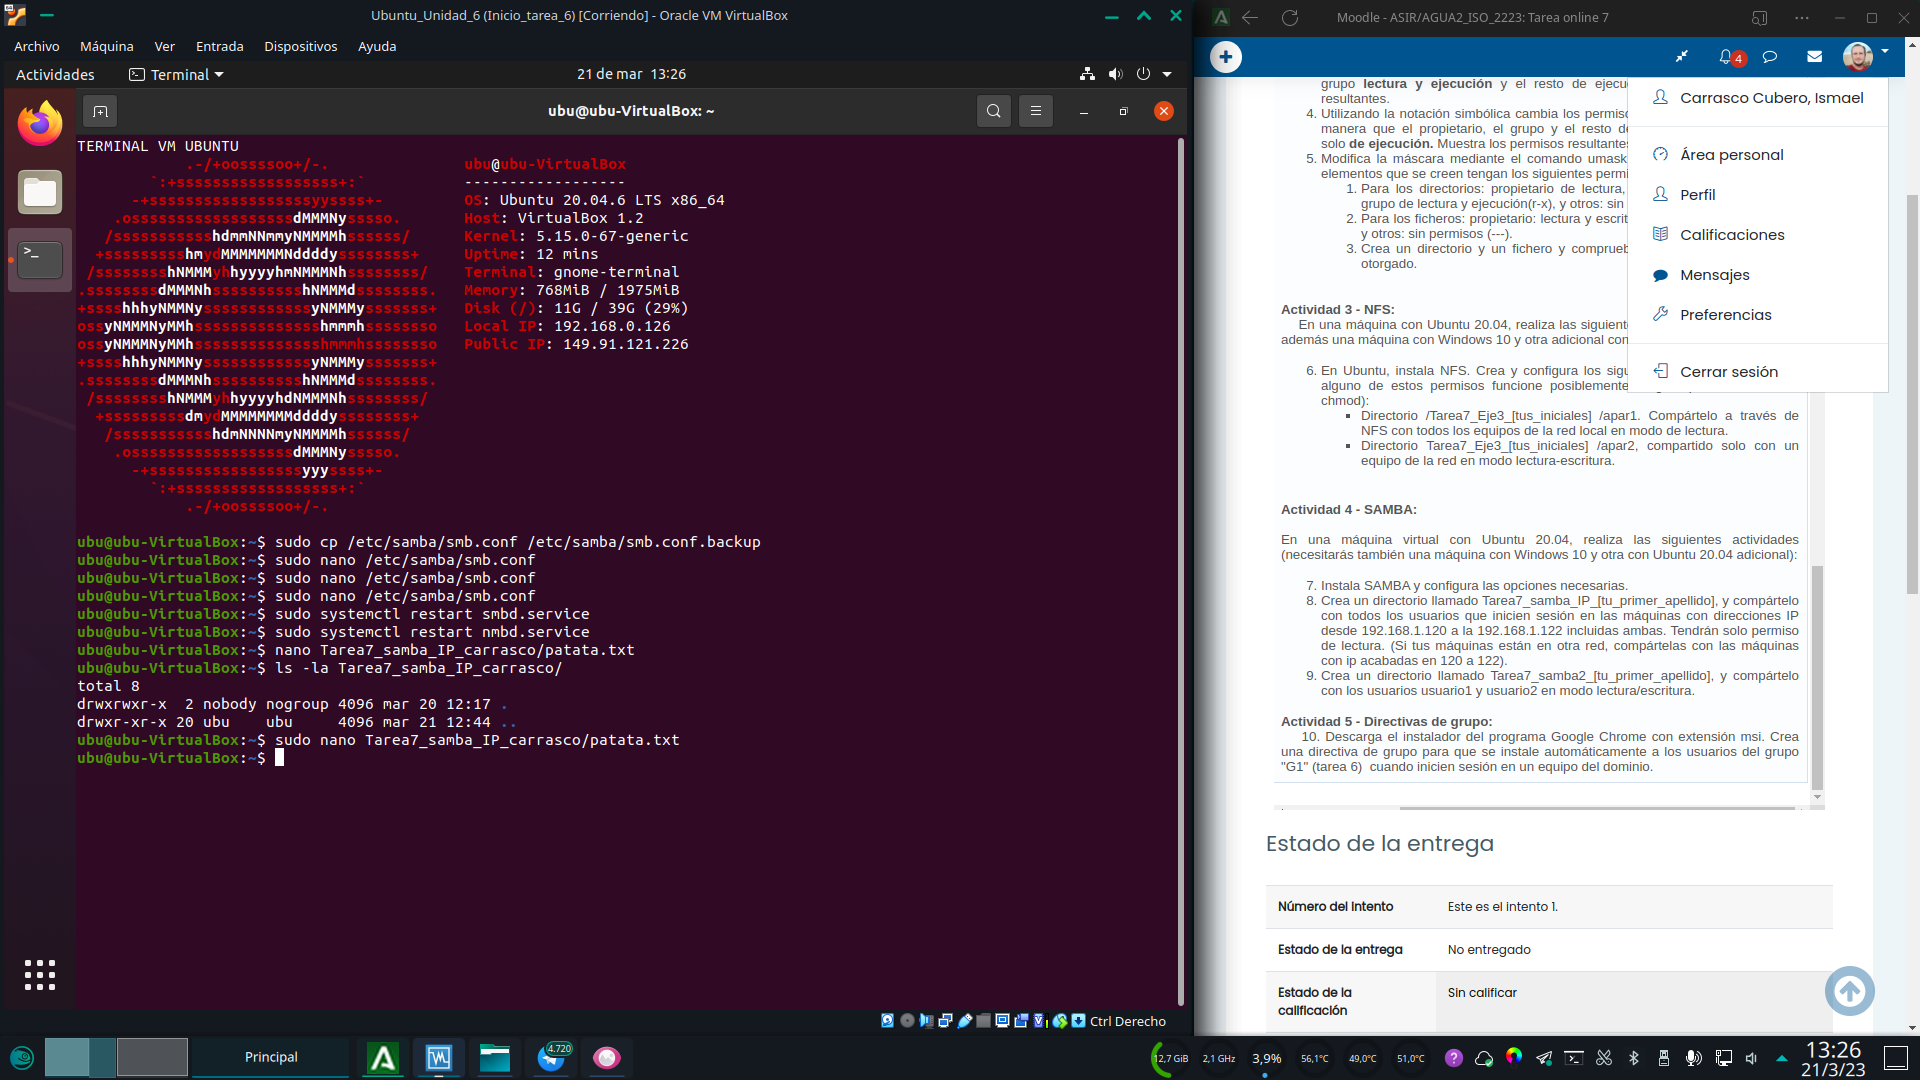 Ubuntu_Unidad_6 (Inicio_tarea_6) [Corriendo] - Oracle VM VirtualBox
Archivo Máquina Ver Entrada Dispositivos Ayuda
Actividades
Terminal
21 de mar 13:26
ubu@ubu-VirtualBox: ~
TERMINAL VM UBUNTU
.-/+oossssoo+/-.
`:+ssssssssssssssssss+:`
-+ssssssssssssssssssyyssss+-
.ossssssssssssssssssdMMMNysssso.
/ssssssssssshdmmNNmmyNMMMMhssssss/
+ssssssssshmydMMMMMMMNddddyssssssss+
/sssssssshNMMMyhhyyyyhmNMMMNhssssssss/
.ssssssssdMMMNhsssssssssshNMMMdssssssss.
+sssshhhyNMMNyssssssssssssyNMMMysssssss+
ossyNMMMNyMMhsssssssssssssshmmmhssssssso
ossyNMMMNyMMhsssssssssssssshmmmhssssssso
+sssshhhyNMMNyssssssssssssyNMMMysssssss+
.ssssssssdMMMNhsssssssssshNMMMdssssssss.
/sssssssshNMMMyhhyyyyhdNMMMNhssssssss/
+sssssssssdmydMMMMMMMMddddyssssssss+
/ssssssssssshdmNNNNmyNMMMMhssssss/
.ossssssssssssssssssdMMMNysssso.
-+sssssssssssssssssyyyssss+-
`:+ssssssssssssssssss+:`
.-/+oossssoo+/-.
ubu@ubu-VirtualBox
------------------
OS: Ubuntu 20.04.6 LTS x86_64
Host: VirtualBox 1.2
Kernel: 5.15.0-67-generic
Uptime: 12 mins
Terminal: gnome-terminal
Memory: 768MiB / 1975MiB
Disk (/): 11G / 39G (29%)
Local IP: 192.168.0.126
Public IP: 149.91.121.226
ubu@ubu-VirtualBox:~$ sudo cp /etc/samba/smb.conf /etc/samba/smb.conf.backup
ubu@ubu-VirtualBox:~$ sudo nano /etc/samba/smb.conf
ubu@ubu-VirtualBox:~$ sudo nano /etc/samba/smb.conf
ubu@ubu-VirtualBox:~$ sudo nano /etc/samba/smb.conf
ubu@ubu-VirtualBox:~$ sudo systemctl restart smbd.service
ubu@ubu-VirtualBox:~$ sudo systemctl restart nmbd.service
ubu@ubu-VirtualBox:~$ nano Tarea7_samba_IP_carrasco/patata.txt
ubu@ubu-VirtualBox:~$ ls -la Tarea7_samba_IP_carrasco/
total 8
drwxrwxr-x  2 nobody nogroup 4096 mar 20 12:17 .
drwxr-xr-x 20 ubu    ubu     4096 mar 21 12:44 ..
ubu@ubu-VirtualBox:~$ sudo nano Tarea7_samba_IP_carrasco/patata.txt
ubu@ubu-VirtualBox:~$
Ctrl Derecho
Moodle - ASIR/AGUA2_ISO_2223: Tarea online 7
4
grupo lectura y ejecución y el resto de ejecu
resultantes.
4. Utilizando la notación simbólica cambia los permiso
manera que el propietario, el grupo y el resto de
solo de ejecución. Muestra los permisos resultante
5. Modifica la máscara mediante el comando umask
elementos que se creen tengan los siguientes permi
1. Para los directorios: propietario de lectura,
grupo de lectura y ejecución(r-x), y otros: sin
2. Para los ficheros: propietario: lectura y escrit
y otros: sin permisos (---).
3. Crea un directorio y un fichero y comprueb
otorgado.
Carrasco Cubero, Ismael
Área personal
Perfil
Calificaciones
Mensajes
Preferencias
Cerrar sesión
Actividad 3 - NFS:
En una máquina con Ubuntu 20.04, realiza las siguiente
además una máquina con Windows 10 y otra adicional con
6. En Ubuntu, instala NFS. Crea y configura los sigu
alguno de estos permisos funcione posiblemente
chmod):
▪ Directorio /Tarea7_Eje3_[tus_iniciales] /apar1. Compártelo a través de
NFS con todos los equipos de la red local en modo de lectura.
▪ Directorio Tarea7_Eje3_[tus_iniciales] /apar2, compartido solo con un
equipo de la red en modo lectura-escritura.
Actividad 4 - SAMBA:
En una máquina virtual con Ubuntu 20.04, realiza las siguientes actividades
(necesitarás también una máquina con Windows 10 y otra con Ubuntu 20.04 adicional):
7. Instala SAMBA y configura las opciones necesarias.
8. Crea un directorio llamado Tarea7_samba_IP_[tu_primer_apellido], y compártelo
con todos los usuarios que inicien sesión en las máquinas con direcciones IP
desde 192.168.1.120 a la 192.168.1.122 incluidas ambas. Tendrán solo permiso
de lectura. (Si tus máquinas están en otra red, compártelas con las máquinas
con ip acabadas en 120 a 122).
9. Crea un directorio llamado Tarea7_samba2_[tu_primer_apellido], y compártelo
con los usuarios usuario1 y usuario2 en modo lectura/escritura.
Actividad 5 - Directivas de grupo:
10. Descarga el instalador del programa Google Chrome con extensión msi. Crea
una directiva de grupo para que se instale automáticamente a los usuarios del grupo
"G1" (tarea 6) cuando inicien sesión en un equipo del dominio.
Estado de la entrega
Número del intento Este es el intento 1.
Estado de la entrega No entregado
Estado de la calificación Sin calificar
Principal
4.720
12,7 GiB
2,1 GHz
3,9%
56,1°C
49,0°C
51,0°C
13:26
21/3/23